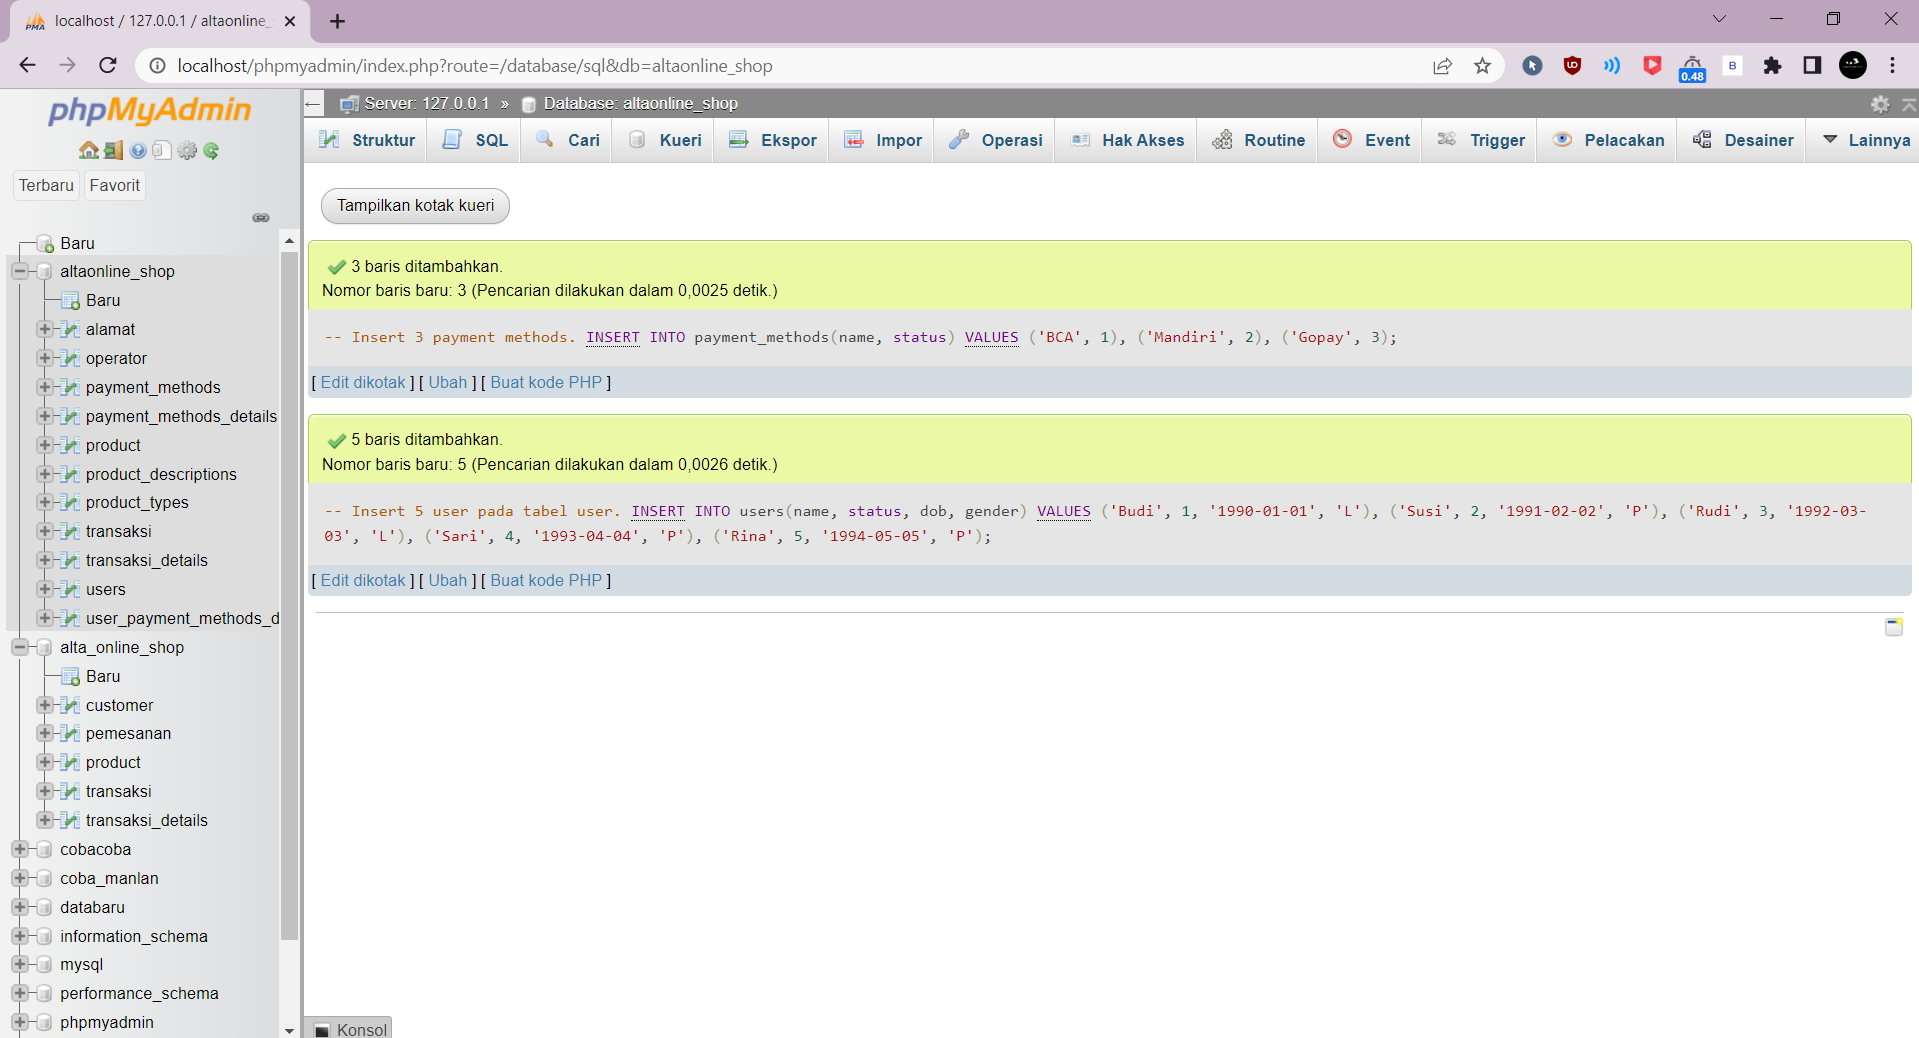 localhost / 127.0.0.1 / altaonline_
localhost/phpmyadmin/index.php?route=/database/sql&db=altaonline_shop
0.48
B
phpMyAdmin
Terbaru
Favorit
Baru
altaonline_shop
Baru
alamat
operator
payment_methods
payment_methods_details
product
product_descriptions
product_types
transaksi
transaksi_details
users
user_payment_methods_d
alta_online_shop
Baru
customer
pemesanan
product
transaksi
transaksi_details
cobacoba
coba_manlan
databaru
information_schema
mysql
performance_schema
phpmyadmin
← Server: 127.0.0.1 » Database: altaonline_shop
Struktur SQL Cari Kueri Ekspor Impor Operasi Hak Akses Routine Event Trigger Pelacakan Desainer Lainnya
Tampilkan kotak kueri
3 baris ditambahkan.
Nomor baris baru: 3 (Pencarian dilakukan dalam 0,0025 detik.)
-- Insert 3 payment methods. INSERT INTO payment_methods(name, status) VALUES ('BCA', 1), ('Mandiri', 2), ('Gopay', 3);
[ Edit dikotak ] [ Ubah ] [ Buat kode PHP ]
5 baris ditambahkan.
Nomor baris baru: 5 (Pencarian dilakukan dalam 0,0026 detik.)
-- Insert 5 user pada tabel user. INSERT INTO users(name, status, dob, gender) VALUES ('Budi', 1, '1990-01-01', 'L'), ('Susi', 2, '1991-02-02', 'P'), ('Rudi', 3, '1992-03-
03', 'L'), ('Sari', 4, '1993-04-04', 'P'), ('Rina', 5, '1994-05-05', 'P');
[ Edit dikotak ] [ Ubah ] [ Buat kode PHP ]
Konsol